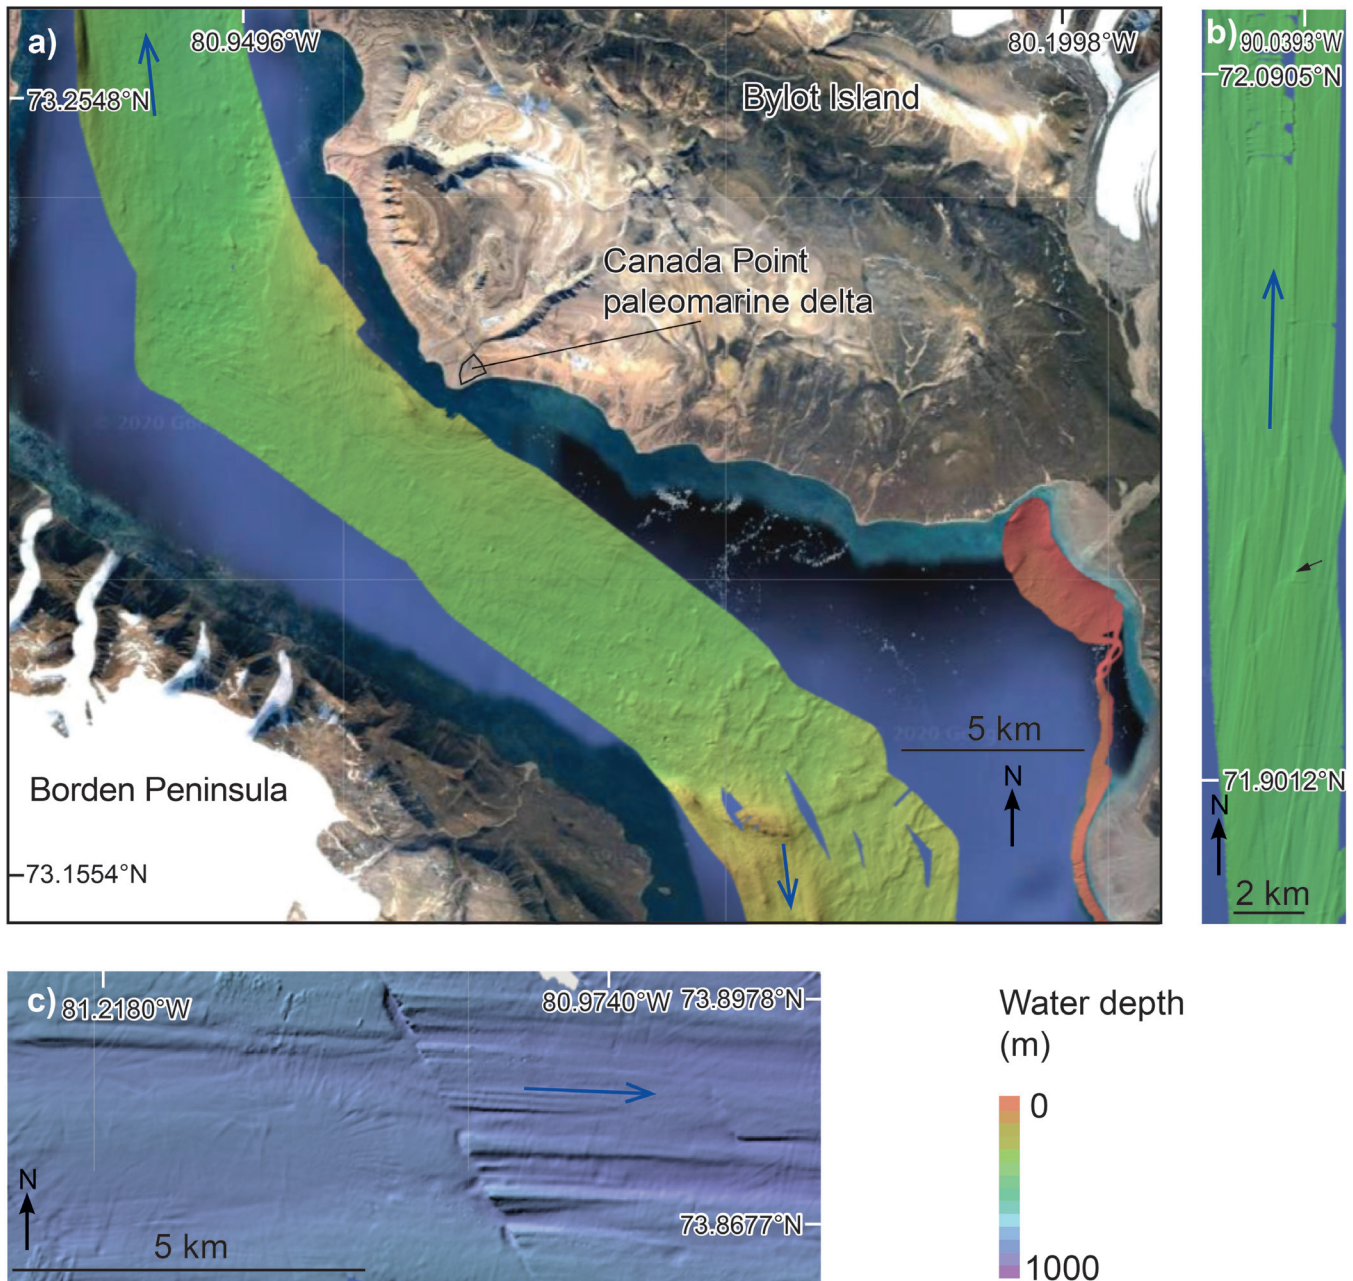 a)
80.9496°W
80.1998°W
73.2548°N
Bylot Island
Canada Point
paleomarine delta
5 km
N
Borden Peninsula
73.1554°N
b)
90.0393°W
72.0905°N
71.9012°N
N
2 km
c)
81.2180°W
80.9740°W
73.8978°N
N
5 km
73.8677°N
Water depth
(m)
0
1000